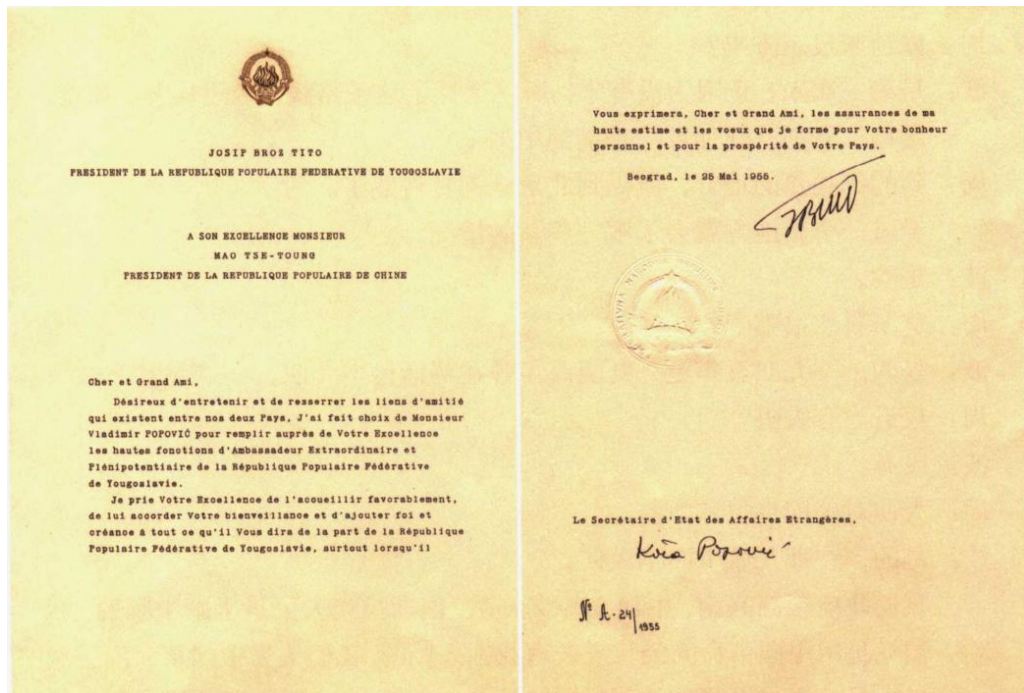 JOSIP BROZ TITO
PRESIDENT DE LA REPUBLIQUE POPULAIRE FEDERATIVE DE YOUGOSLAVIE
A SON EXCELLENCE MONSIEUR
MAO TSE-TOUNG
PRESIDENT DE LA REPUBLIQUE POPULAIRE DE CHINE
Cher et Grand Ami,
Désireux d'entretenir et de resserrer les liens d'amitié
qui existent entre nos deux Pays, J'ai fait choix de Monsieur
Vladimir POPOVIĆ pour remplir auprès de Votre Excellence
les hautes fonctions d'Ambassadeur Extraordinaire et
Plénipotentiaire de la République Populaire Fédérative
de Yougoslavie.
Je prie Votre Excellence de l'accueillir favorablement,
de lui accorder Votre bienveillance et d'ajouter foi et
créance à tout ce qu'il Vous dira de la part de la République
Populaire Fédérative de Yougoslavie, surtout lorsqu'il
Vous exprimera, Cher et Grand Ami, les assurances de ma
haute estime et les voeux que je forme pour Votre bonheur
personnel et pour la prospérité de Votre Pays.
Beograd, le 25 Mai 1955.
Le Secrétaire d'Etat des Affaires Etrangères,
Koča Popović
Nº A-24/1955